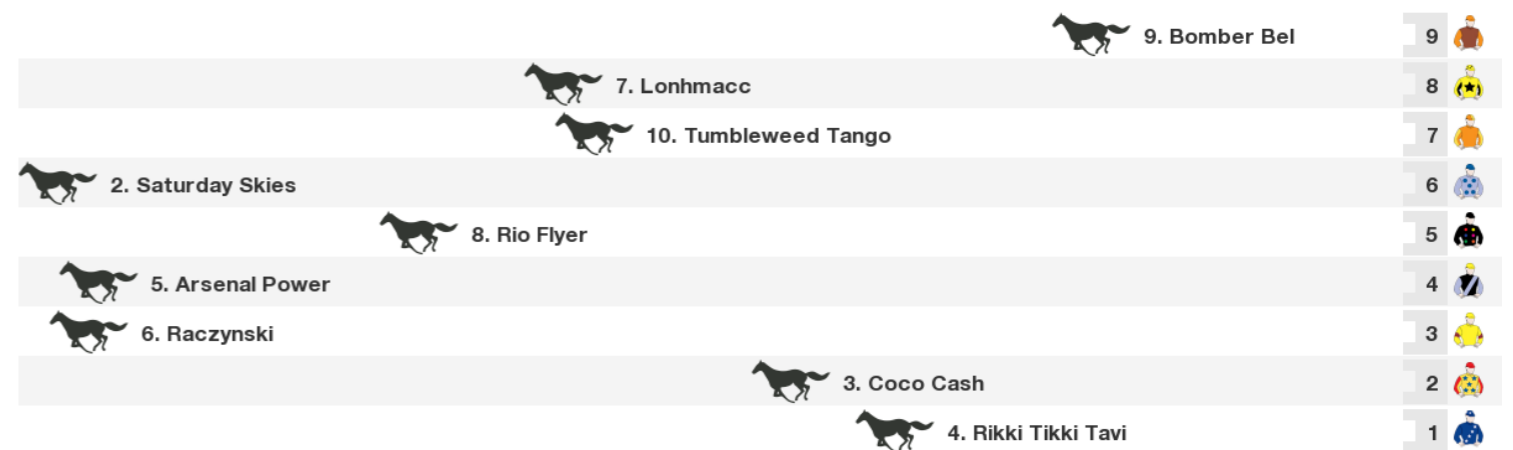 9. Bomber Bel 9
7. Lonhmacc 8
10. Tumbleweed Tango 7
2. Saturday Skies 6
8. Rio Flyer 5
5. Arsenal Power 4
6. Raczynski 3
3. Coco Cash 2
4. Rikki Tikki Tavi 1